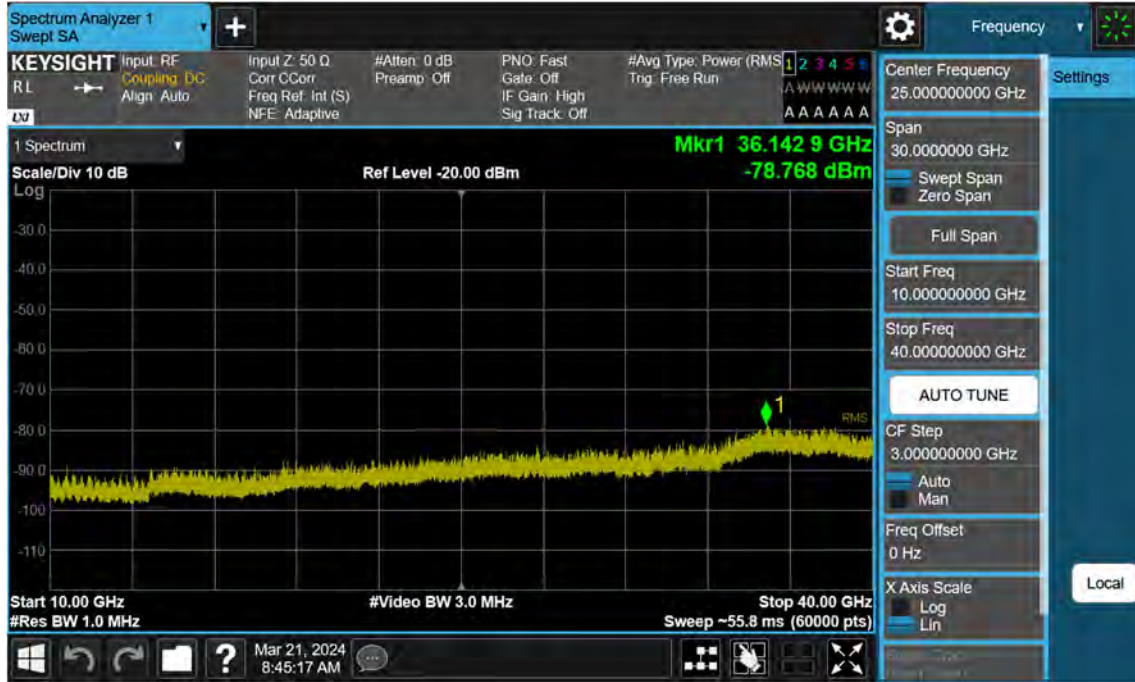 Spectrum Analyzer 1
Swept SA
+
Frequency
KEYSIGHT
RL
LXI
Input: RF
Coupling: DC
Align: Auto
Input Z: 50 Ω
Corr CCorr
Freq Ref: Int (S)
NFE: Adaptive
#Atten: 0 dB
Preamp: Off
PNO: Fast
Gate: Off
IF Gain: High
Sig Track: Off
#Avg Type: Power (RMS
Trig: Free Run
1 2 3 4 5 6
A W W W W W
A A A A A A
1 Spectrum
Scale/Div 10 dB
Log
Ref Level -20.00 dBm
Mkr1 36.142 9 GHz
-78.768 dBm
-30.0
-40.0
-50.0
-60.0
-70.0
-80.0
-90.0
-100
-110
1
RMS
Start 10.00 GHz
#Res BW 1.0 MHz
#Video BW 3.0 MHz
Stop 40.00 GHz
Sweep ~55.8 ms (60000 pts)
?
Mar 21, 2024
8:45:17 AM
Center Frequency
25.000000000 GHz
Span
30.0000000 GHz
Swept Span
Zero Span
Full Span
Start Freq
10.000000000 GHz
Stop Freq
40.000000000 GHz
AUTO TUNE
CF Step
3.000000000 GHz
Auto
Man
Freq Offset
0 Hz
X Axis Scale
Log
Lin
Settings
Local